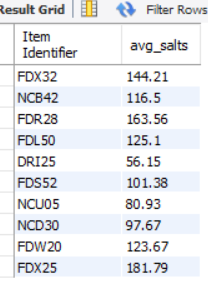 Result Grid Filter Rows
Item
Identifier avg_salts
FDX32 144.21
NCB42 116.5
FDR28 163.56
FDL50 125.1
DRI25 56.15
FDS52 101.38
NCU05 80.93
NCD30 97.67
FDW20 123.67
FDX25 181.79